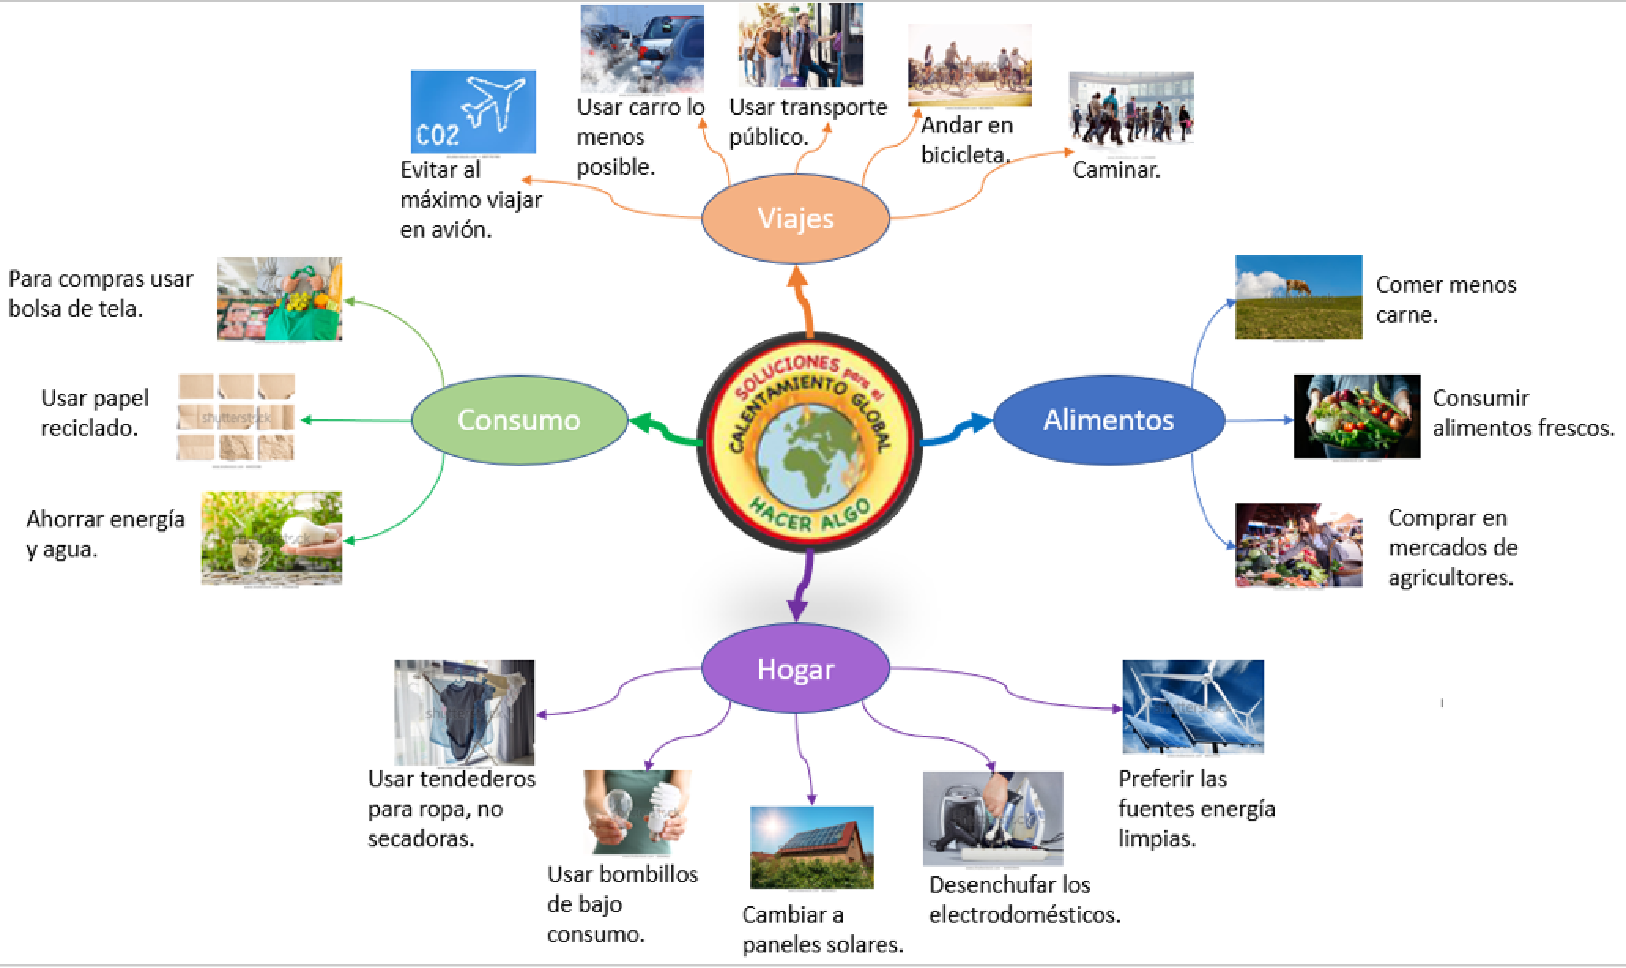 CO2
Evitar al
máximo viajar
en avión.
Usar carro lo
menos
posible.
Usar transporte
público.
Andar en
bicicleta.
Caminar.
Viajes
Para compras usar
bolsa de tela.
Usar papel
reciclado.
shutterstock
Ahorrar energía
y agua.
Consumo
SOLUCIONES para el
CALENTAMIENTO GLOBAL
HACER ALGO
Alimentos
Comer menos
carne.
Consumir
alimentos frescos.
Comprar en
mercados de
agricultores.
Hogar
Usar tendederos
para ropa, no
secadoras.
Usar bombillos
de bajo
consumo.
Cambiar a
paneles solares.
Desenchufar los
electrodomésticos.
Preferir las
fuentes energía
limpias.